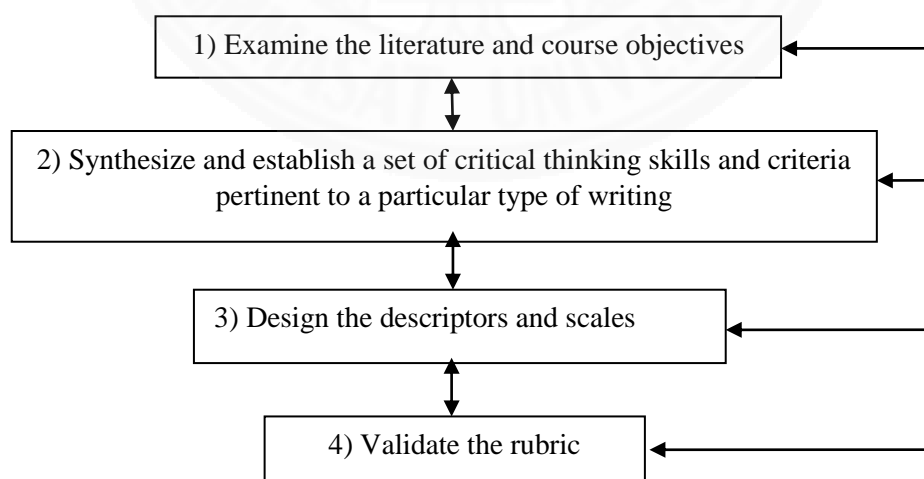 1) Examine the literature and course objectives
2) Synthesize and establish a set of critical thinking skills and criteria
pertinent to a particular type of writing
3) Design the descriptors and scales
4) Validate the rubric